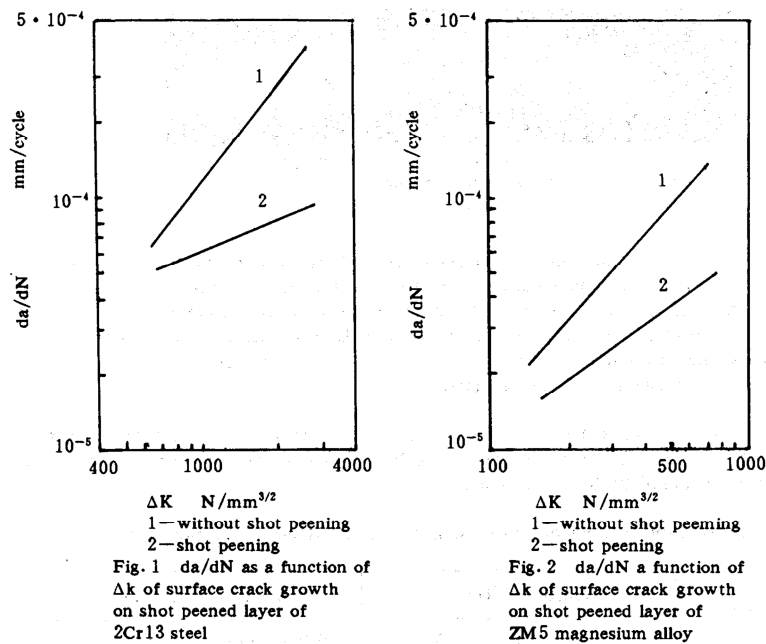 5·10⁻⁴
mm/cycle
10⁻⁴
da/dN
10⁻⁵
1
2
400 1000 4000
ΔK N/mm³/²
1—without shot peening
2—shot peening
Fig. 1 da/dN as a function of
Δk of surface crack growth
on shot peened layer of
2Cr13 steel
5·10⁻⁴
mm/cycle
10⁻⁴
da/dN
10⁻⁵
1
2
100 500 1000
ΔK N/mm³/²
1—without shot peeming
2—shot peening
Fig. 2 da/dN a function of
Δk of surface crack growth
on shot peened layer of
ZM5 magnesium alloy